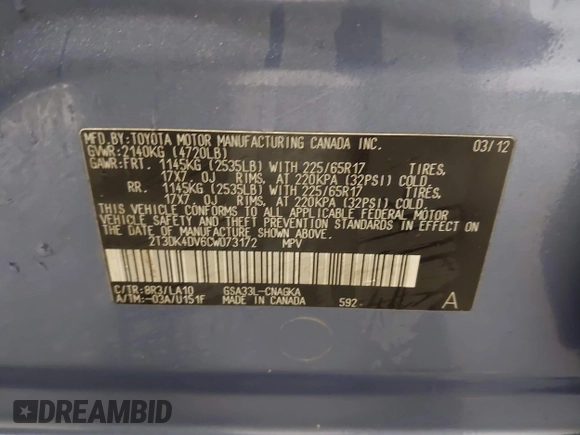 MFD.BY:TOYOTA MOTOR MANUFACTURING CANADA INC. 03/12
GVWR:2140KG (4720LB)
GAWR:FRT. 1145KG (2535LB) WITH 225/65R17 TIRES,
17X7.0J RIMS, AT 220KPA (32PSI) COLD
RR. 1145KG (2535LB) WITH 225/65R17 TIRES,
17X7.0J RIMS, AT 220KPA (32PSI) COLD.
THIS VEHICLE CONFORMS TO ALL APPLICABLE FEDERAL MOTOR
VEHICLE SAFETY AND THEFT PREVENTION STANDARDS IN EFFECT ON
THE DATE OF MANUFACTURE SHOWN ABOVE.
2T3DK4DV6CW073172 MPV
C/TR:8R3/LA10 GSA33L-CNAGKA
A/TM:-03A/U151F MADE IN CANADA 592- A
DREAMBID